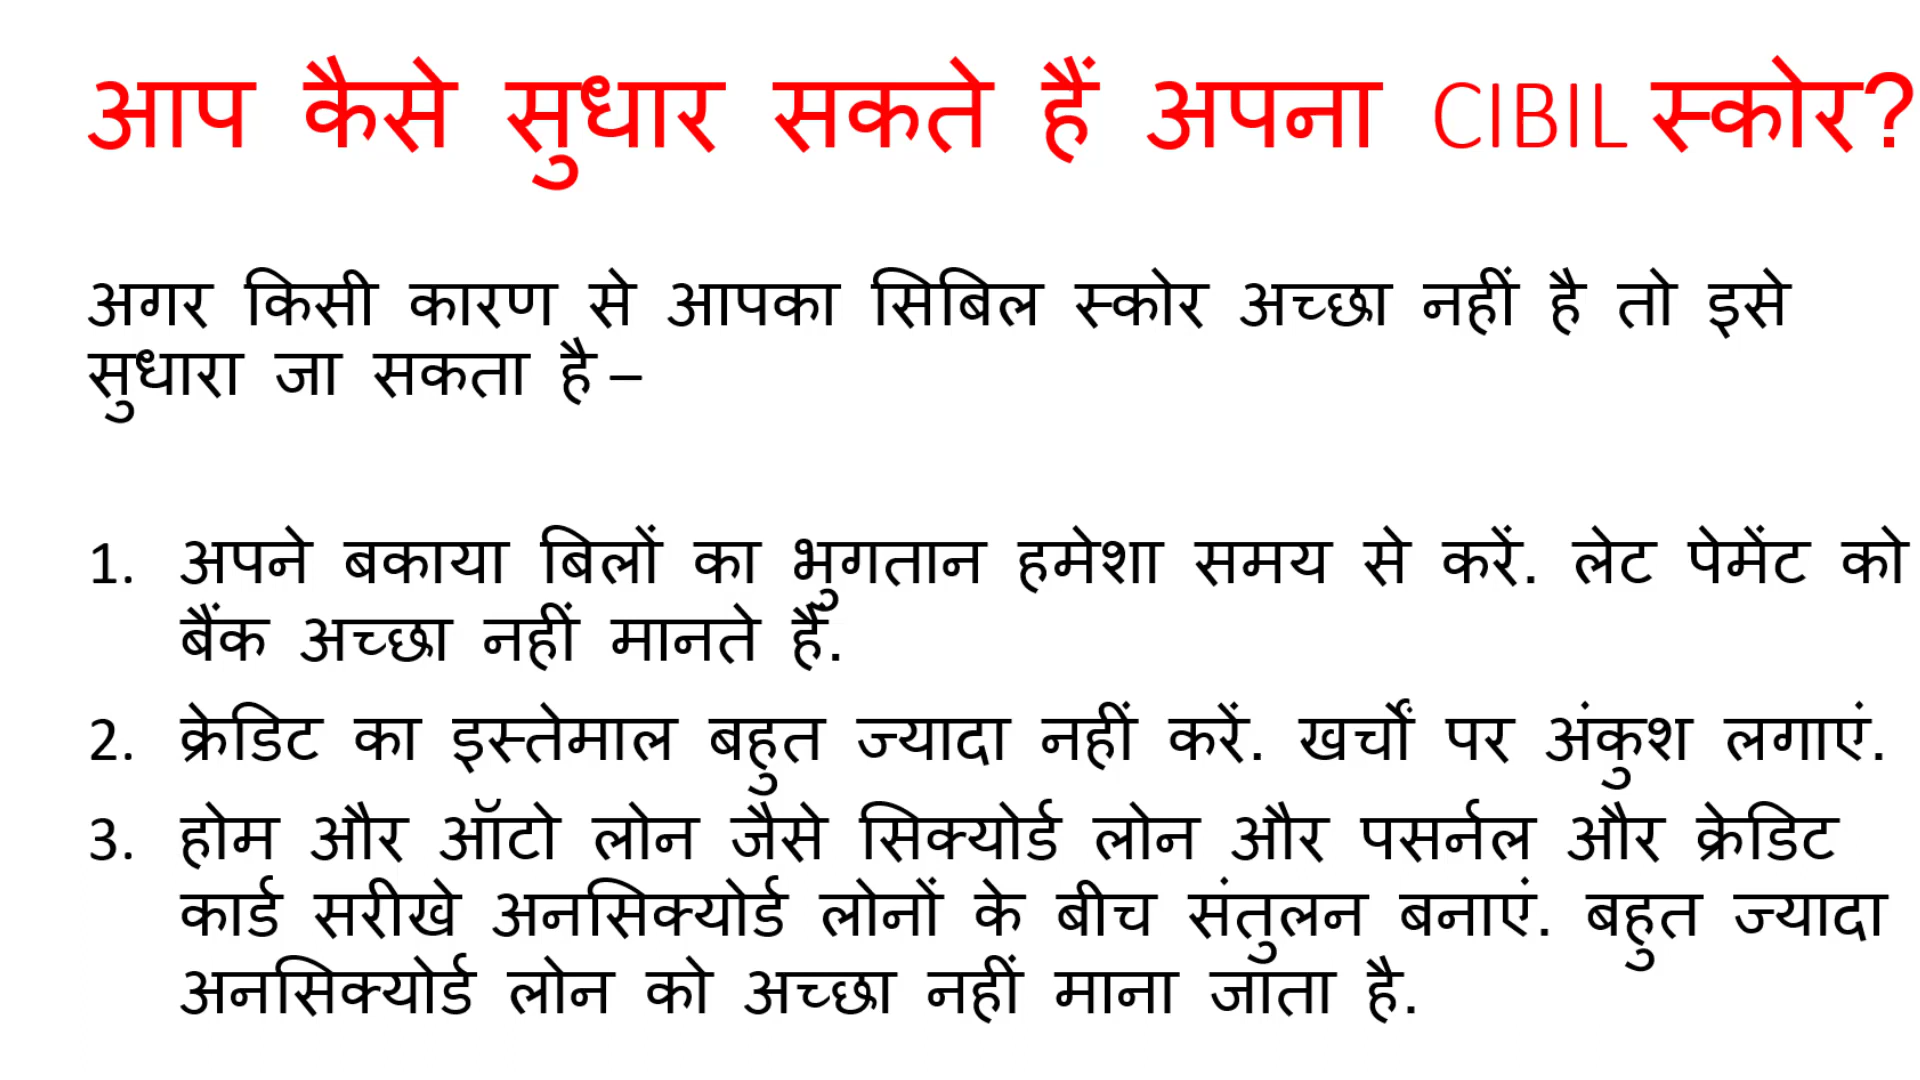 आप कैसे सुधार सकते हैं अपना CIBIL स्कोर?
अगर किसी कारण से आपका सिबिल स्कोर अच्छा नहीं है तो इसे
सुधारा जा सकता है –
1. अपने बकाया बिलों का भुगतान हमेशा समय से करें. लेट पेमेंट को
बैंक अच्छा नहीं मानते हैं.
2. क्रेडिट का इस्तेमाल बहुत ज्यादा नहीं करें. खर्चों पर अंकुश लगाएं.
3. होम और ऑटो लोन जैसे सिक्योर्ड लोन और पसर्नल और क्रेडिट
कार्ड सरीखे अनसिक्योर्ड लोनों के बीच संतुलन बनाएं. बहुत ज्यादा
अनसिक्योर्ड लोन को अच्छा नहीं माना जाता है.